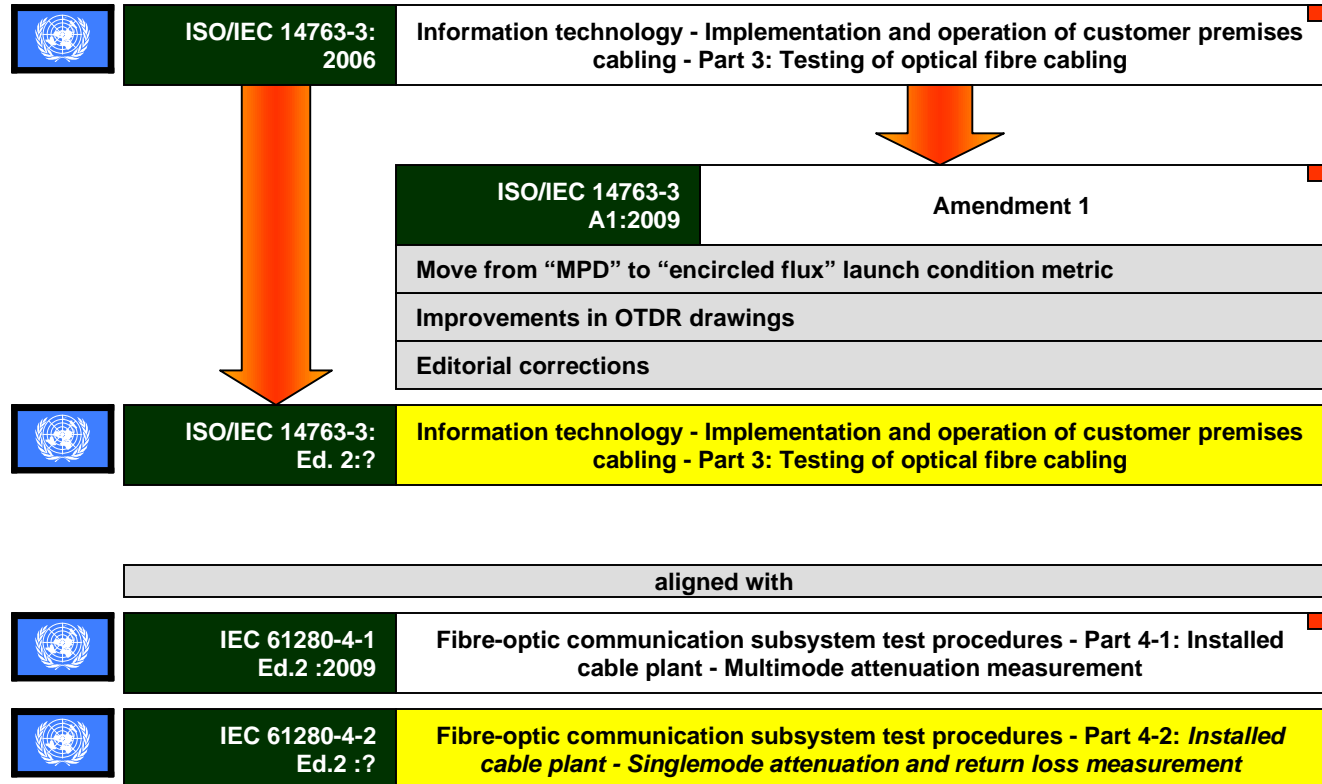 ISO/IEC 14763-3:
2006
Information technology - Implementation and operation of customer premises
cabling - Part 3: Testing of optical fibre cabling
ISO/IEC 14763-3
A1:2009
Amendment 1
Move from “MPD” to “encircled flux” launch condition metric
Improvements in OTDR drawings
Editorial corrections
ISO/IEC 14763-3:
Ed. 2:?
Information technology - Implementation and operation of customer premises
cabling - Part 3: Testing of optical fibre cabling
aligned with
IEC 61280-4-1
Ed.2 :2009
Fibre-optic communication subsystem test procedures - Part 4-1: Installed
cable plant - Multimode attenuation measurement
IEC 61280-4-2
Ed.2 :?
Fibre-optic communication subsystem test procedures - Part 4-2: Installed
cable plant - Singlemode attenuation and return loss measurement